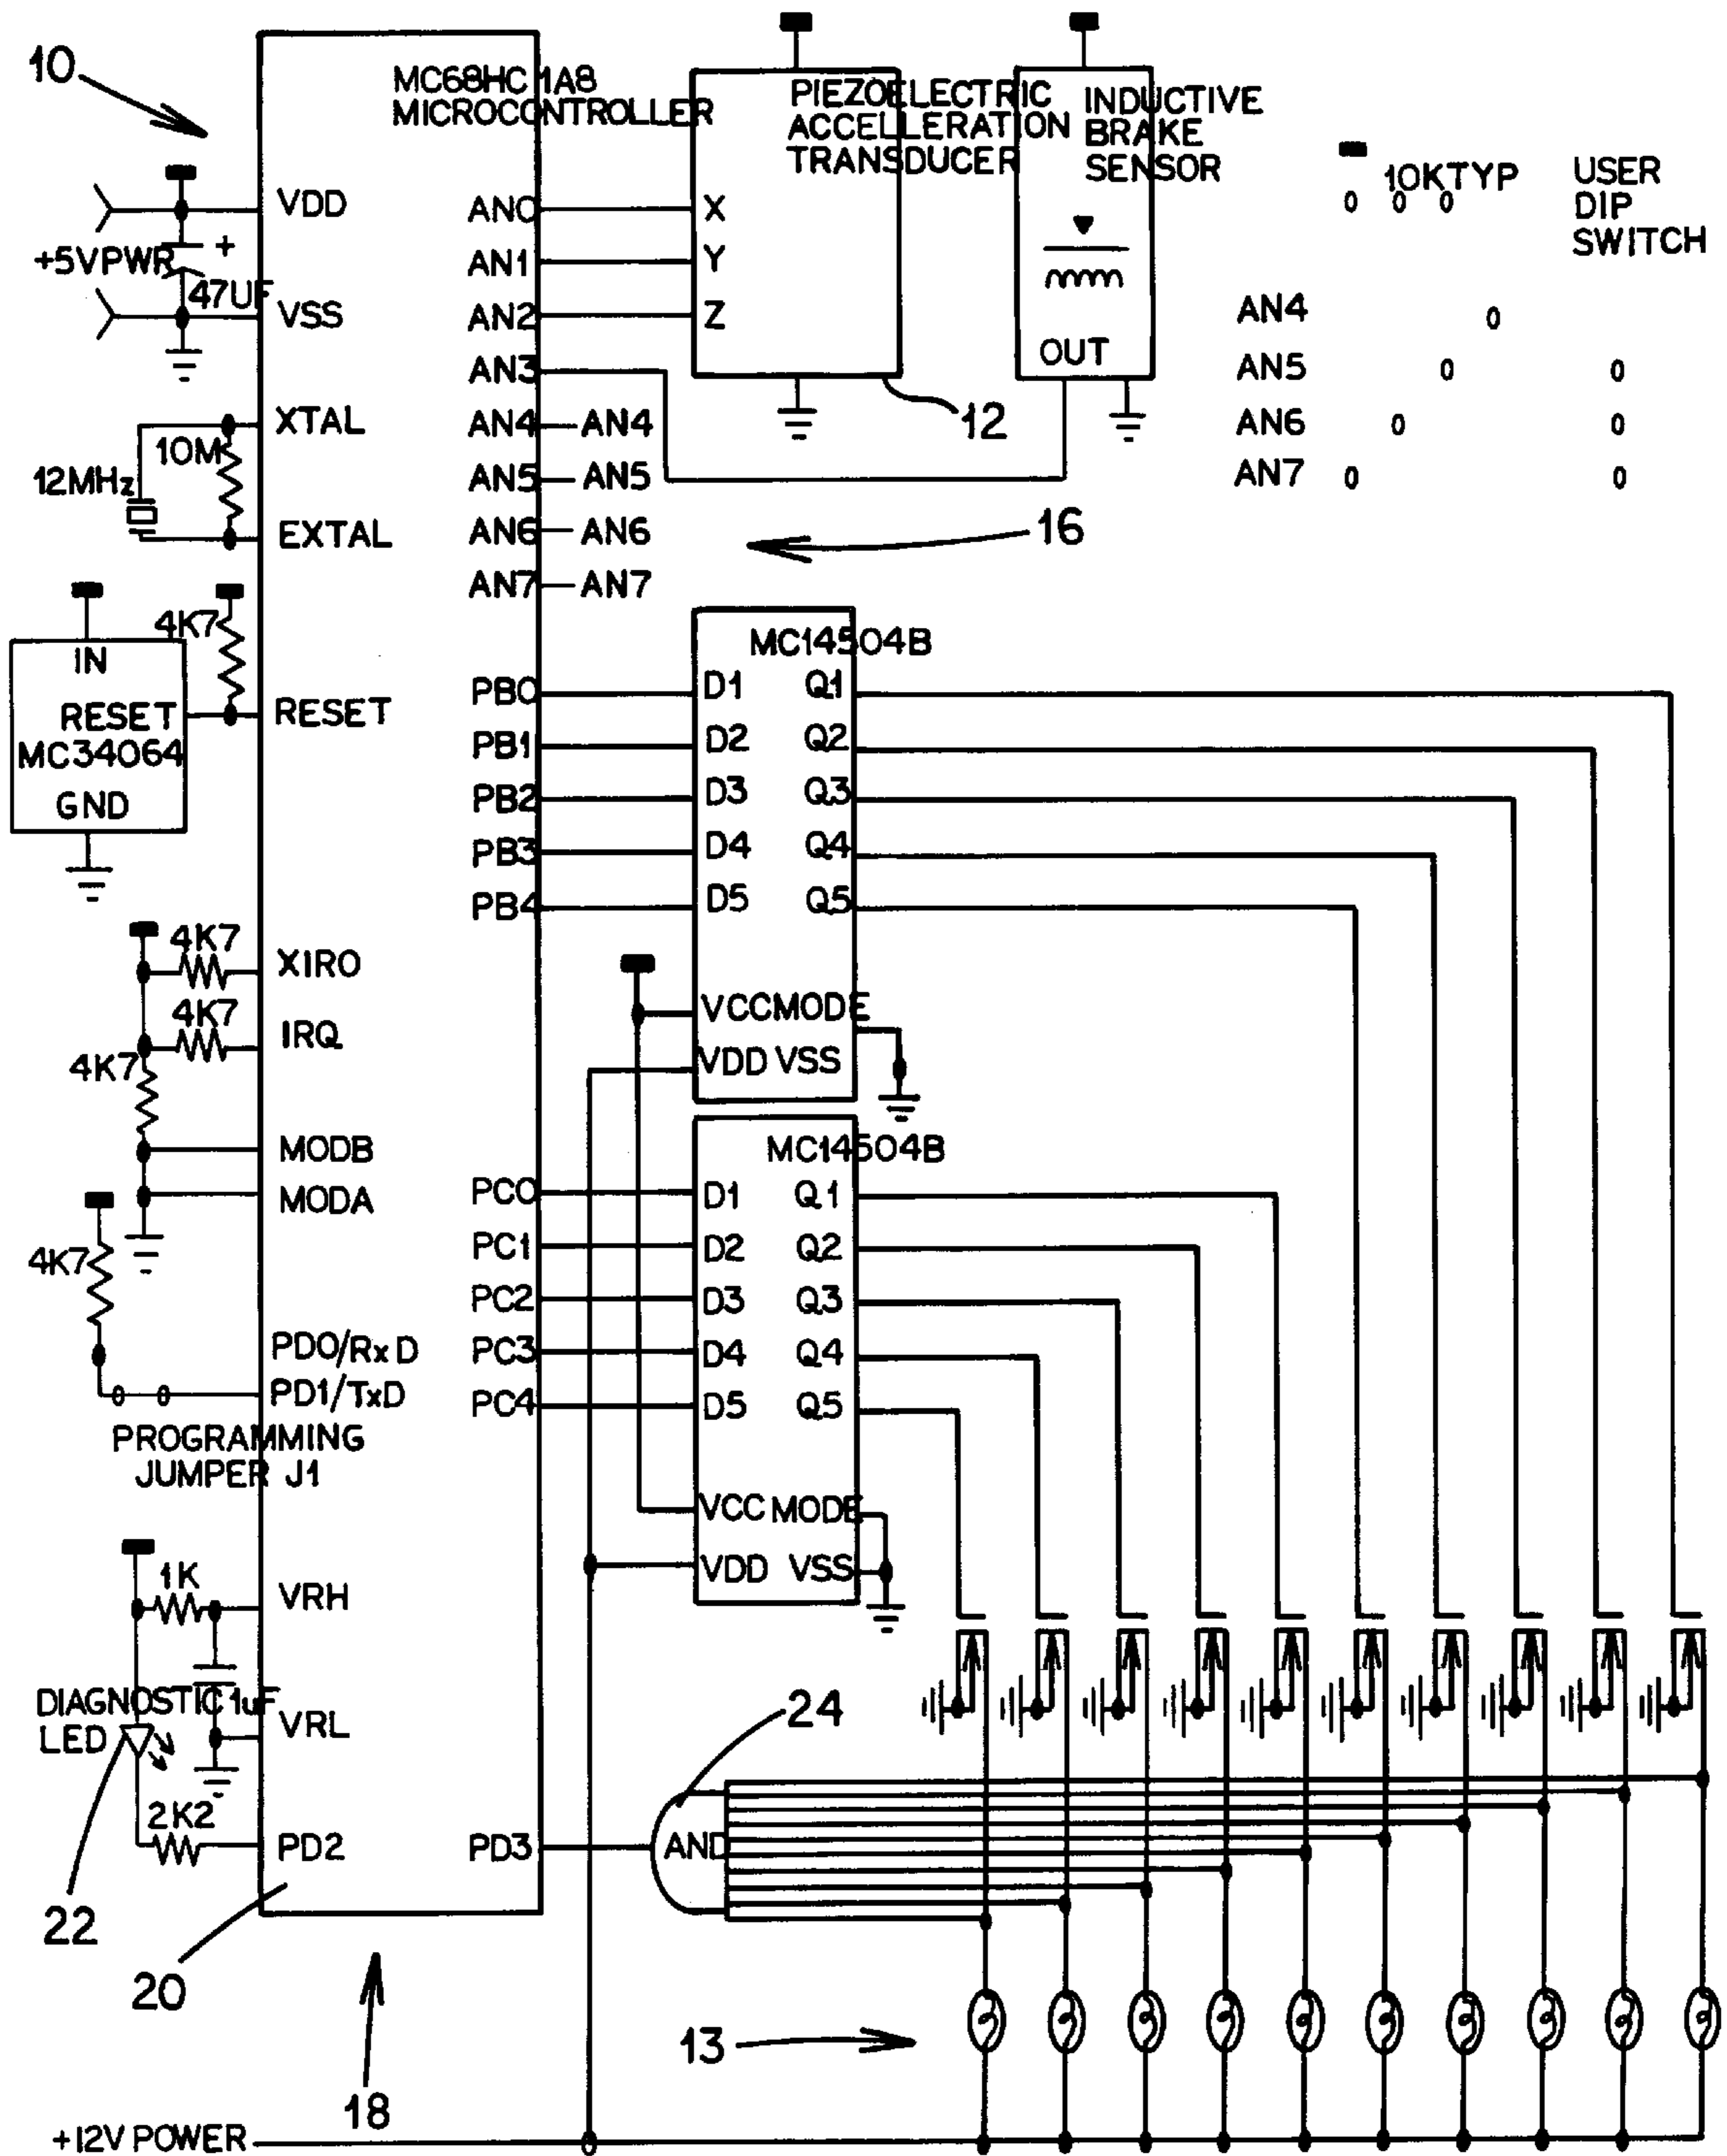 10
MC68HC 1A8
MICROCONTROLLER
PIEZOELECTRIC
ACCELLERATION
TRANSDUCER
INDUCTIVE
BRAKE
SENSOR
10KTYP
USER
DIP
SWITCH
VDD
AN0
X
+5VPWR
+
47UF
AN1
Y
VSS
AN2
Z
OUT
AN3
12
AN4
AN5
AN6
AN7
XTAL
10M
12MHz
EXTAL
AN4
AN4
AN5
AN5
AN6
AN6
AN7
AN7
16
4K7
IN
RESET
MC34064
GND
RESET
MC14504B
PB0
D1
Q1
PB1
D2
Q2
PB2
D3
Q3
PB3
D4
Q4
PB4
D5
Q5
4K7
XIRO
4K7
IRQ
4K7
VCC MODE
VDD VSS
MODB
MODA
MC14504B
PC0
D1
Q1
PC1
D2
Q2
PC2
D3
Q3
PC3
D4
Q4
PC4
D5
Q5
4K7
PD0/RxD
PD1/TxD
PROGRAMMING
JUMPER J1
VCC MODE
VDD VSS
1K
VRH
DIAGNOSTIC
LED
1uF
VRL
24
2K2
PD2
PD3
AND
22
20
18
13
+12V POWER